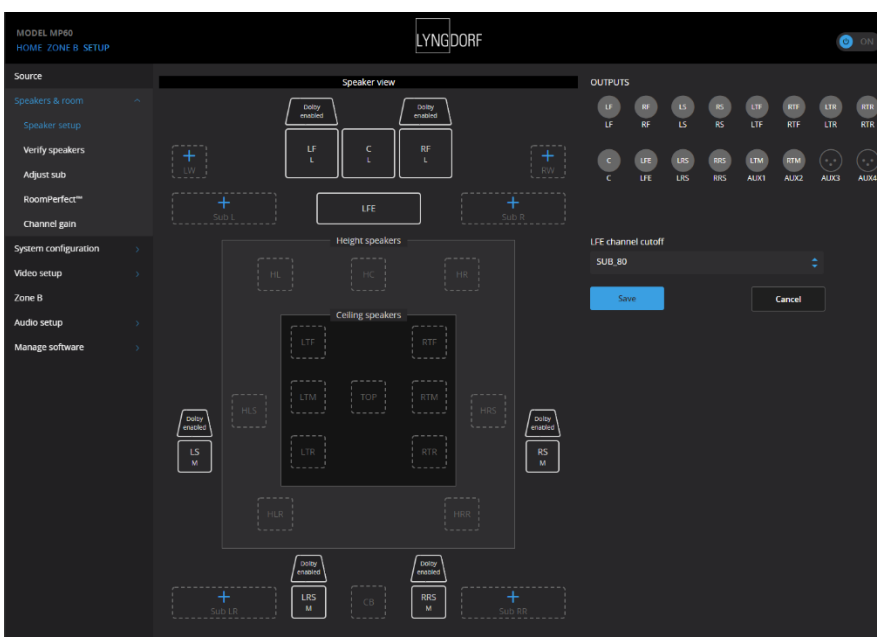 MODEL MP60
HOME ZONE B SETUP
LYNGDORF
ON
Source
Speakers & room
Speaker setup
Verify speakers
Adjust sub
RoomPerfect™
Channel gain
System configuration
Video setup
Zone B
Audio setup
Manage software
Speaker view
Dolby enabled
Dolby enabled
LF L
C L
RF L
LW
RW
Sub L
LFE
Sub R
Height speakers
HL
HC
HR
Ceiling speakers
LTF
RTF
LTM
TOP
RTM
HLS
HRS
Dolby enabled
Dolby enabled
LS M
RS M
LTR
RTR
HLR
HRR
Dolby enabled
Dolby enabled
Sub LR
LRS M
CB
RRS M
Sub RR
OUTPUTS
LF RF LS RS LTF RTF LTR RTR
LF RF LS RS LTF RTF LTR RTR
C LFE LRS RRS LTM RTM
C LFE LRS RRS AUX1 AUX2 AUX3 AUX4
LFE channel cutoff
SUB_80
Save
Cancel